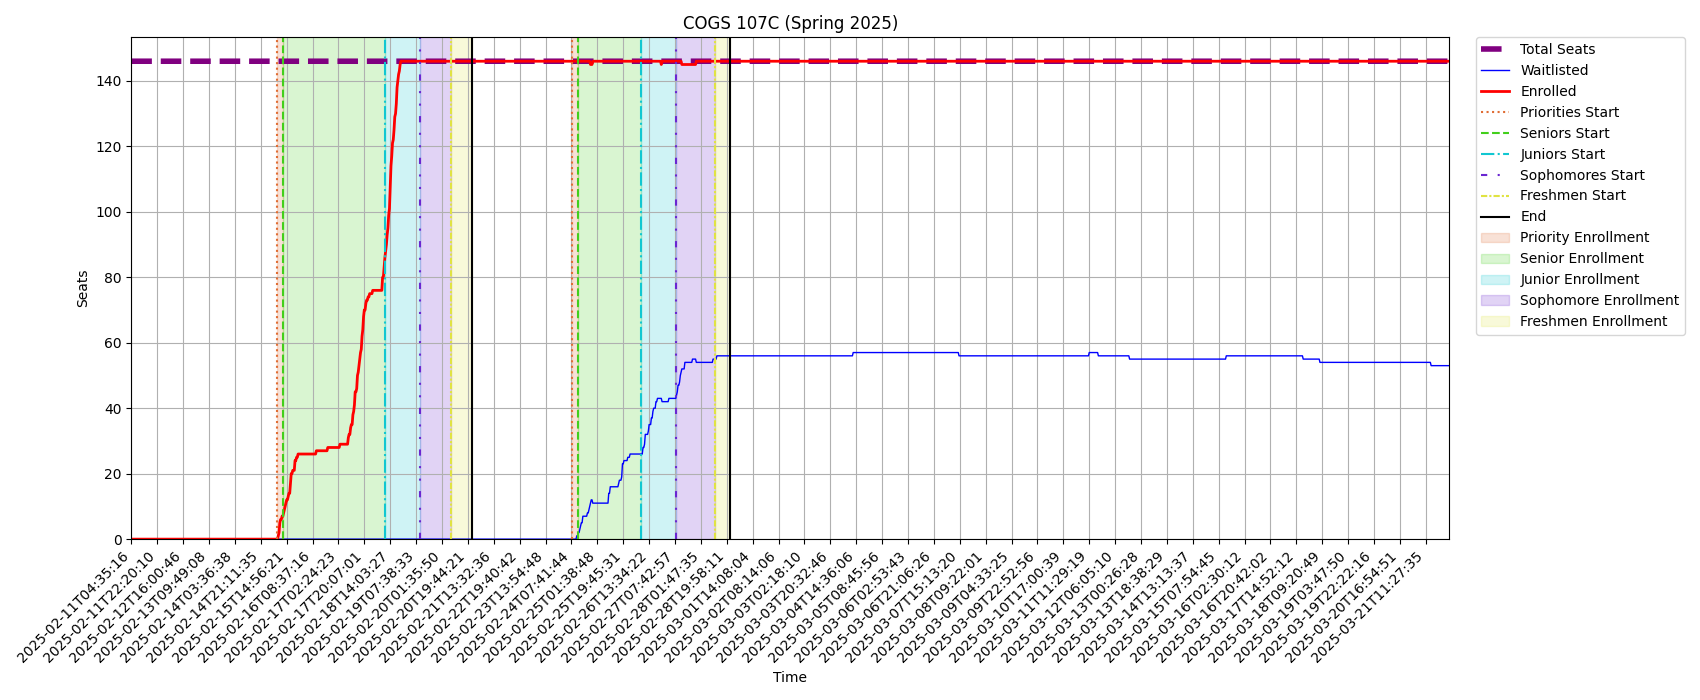 COGS 107C (Spring 2025)
Seats
140
120
100
80
60
40
20
0
2025-02-11T04:35:16
2025-02-11T22:20:10
2025-02-12T16:00:46
2025-02-13T09:49:08
2025-02-14T03:36:38
2025-02-14T21:11:35
2025-02-15T14:56:21
2025-02-16T08:37:16
2025-02-17T02:24:23
2025-02-17T20:07:01
2025-02-18T14:03:27
2025-02-19T07:38:33
2025-02-20T01:35:50
2025-02-20T19:44:21
2025-02-21T13:32:36
2025-02-22T19:40:42
2025-02-23T13:54:48
2025-02-24T07:41:44
2025-02-25T01:38:48
2025-02-25T19:45:31
2025-02-26T13:34:22
2025-02-27T07:42:57
2025-02-28T01:47:35
2025-02-28T19:58:11
2025-03-01T14:08:04
2025-03-02T08:14:06
2025-03-03T02:18:10
2025-03-03T20:32:46
2025-03-04T14:36:06
2025-03-05T08:45:56
2025-03-06T02:53:43
2025-03-06T21:06:25
2025-03-07T15:13:20
2025-03-08T09:22:01
2025-03-09T04:33:25
2025-03-09T22:52:56
2025-03-10T17:00:39
2025-03-11T11:29:19
2025-03-12T06:05:10
2025-03-13T00:26:28
2025-03-13T18:38:29
2025-03-14T13:13:37
2025-03-15T07:54:45
2025-03-16T02:30:12
2025-03-16T20:42:02
2025-03-17T14:52:12
2025-03-18T09:20:49
2025-03-19T03:47:50
2025-03-19T22:22:16
2025-03-20T16:54:51
2025-03-21T11:27:35
Time
Total Seats
Waitlisted
Enrolled
Priorities Start
Seniors Start
Juniors Start
Sophomores Start
Freshmen Start
End
Priority Enrollment
Senior Enrollment
Junior Enrollment
Sophomore Enrollment
Freshmen Enrollment